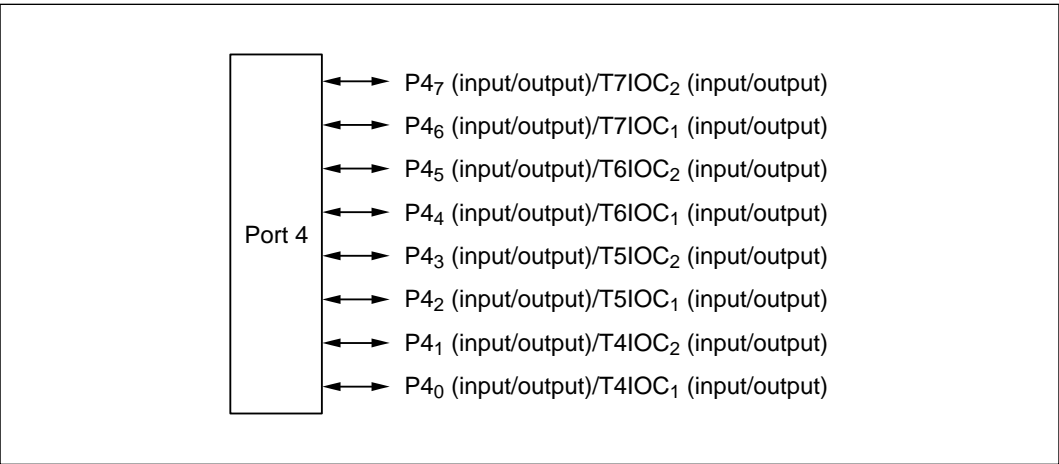 P4₇ (input/output)/T7IOC₂ (input/output)
P4₆ (input/output)/T7IOC₁ (input/output)
P4₅ (input/output)/T6IOC₂ (input/output)
P4₄ (input/output)/T6IOC₁ (input/output)
Port 4
P4₃ (input/output)/T5IOC₂ (input/output)
P4₂ (input/output)/T5IOC₁ (input/output)
P4₁ (input/output)/T4IOC₂ (input/output)
P4₀ (input/output)/T4IOC₁ (input/output)